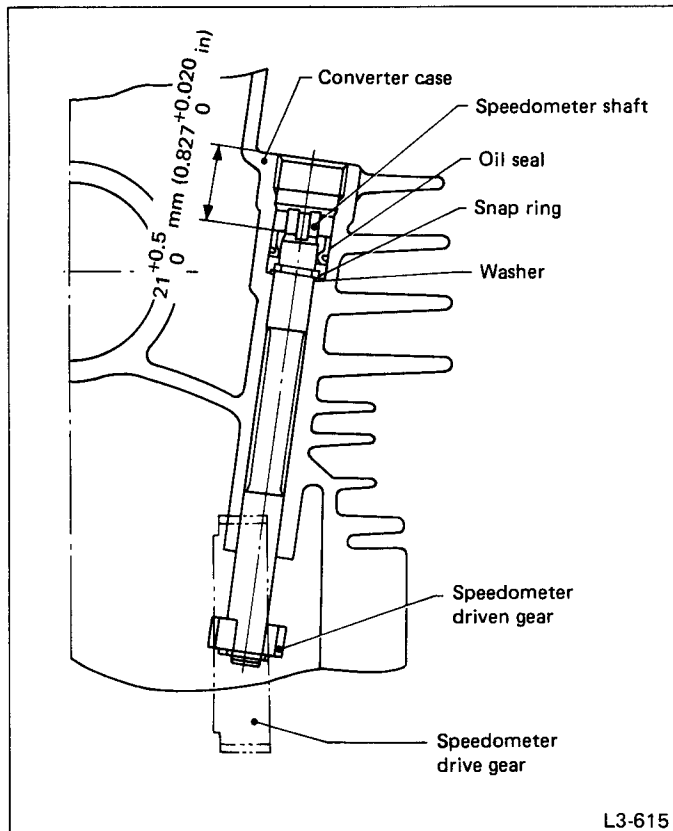 Converter case
Speedometer shaft
Oil seal
Snap ring
Washer
21 +0.5 0 mm (0.827 +0.020 0 in)
Speedometer
driven gear
Speedometer
drive gear
L3-615